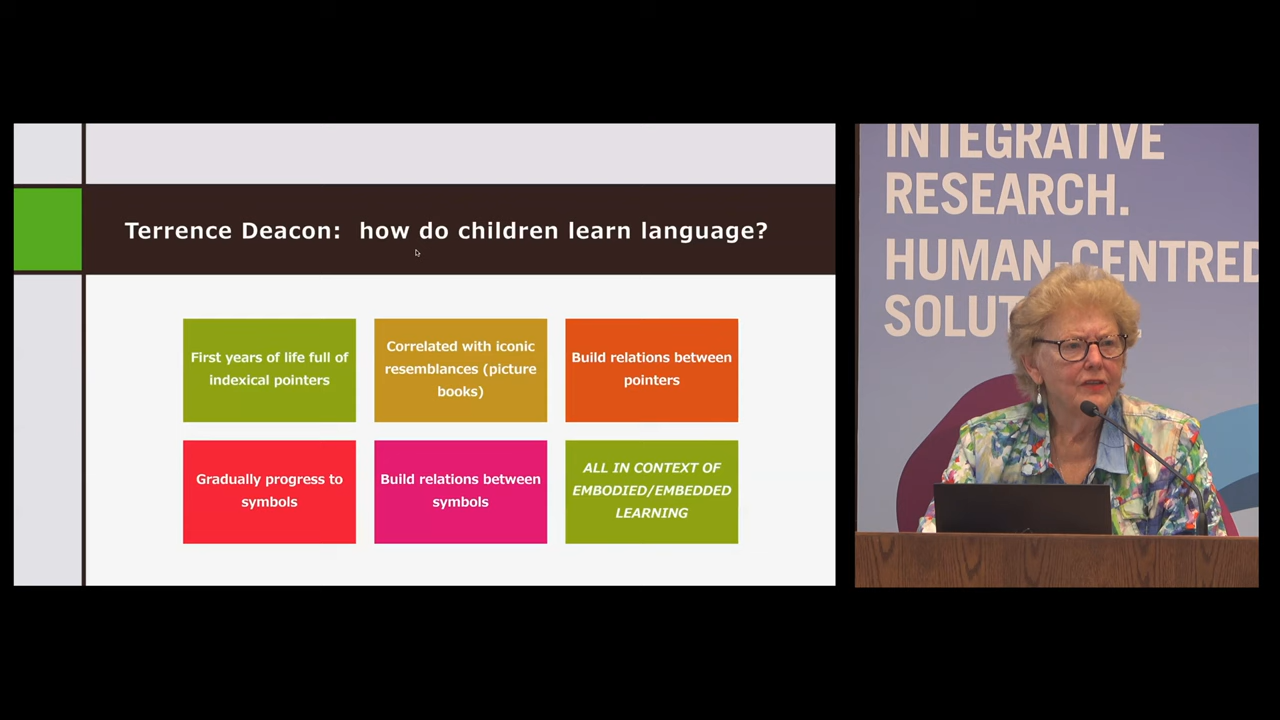 Terrence Deacon: how do children learn language?
First years of life full of
indexical pointers
Correlated with iconic
resemblances (picture
books)
Build relations between
pointers
Gradually progress to
symbols
Build relations between
symbols
ALL IN CONTEXT OF
EMBODIED/EMBEDDED
LEARNING
INTEGRATIVE
RESEARCH.
HUMAN-CENTRED